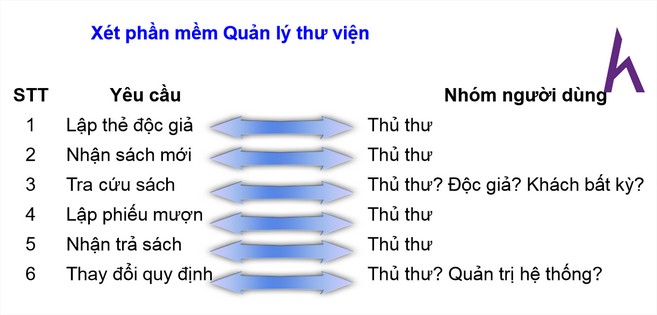 Xét phần mềm Quản lý thư viện
STT Yêu cầu Nhóm người dùng
1 Lập thẻ độc giả Thủ thư
2 Nhận sách mới Thủ thư
3 Tra cứu sách Thủ thư? Độc giả? Khách bất kỳ?
4 Lập phiếu mượn Thủ thư
5 Nhận trả sách Thủ thư
6 Thay đổi quy định Thủ thư? Quản trị hệ thống?